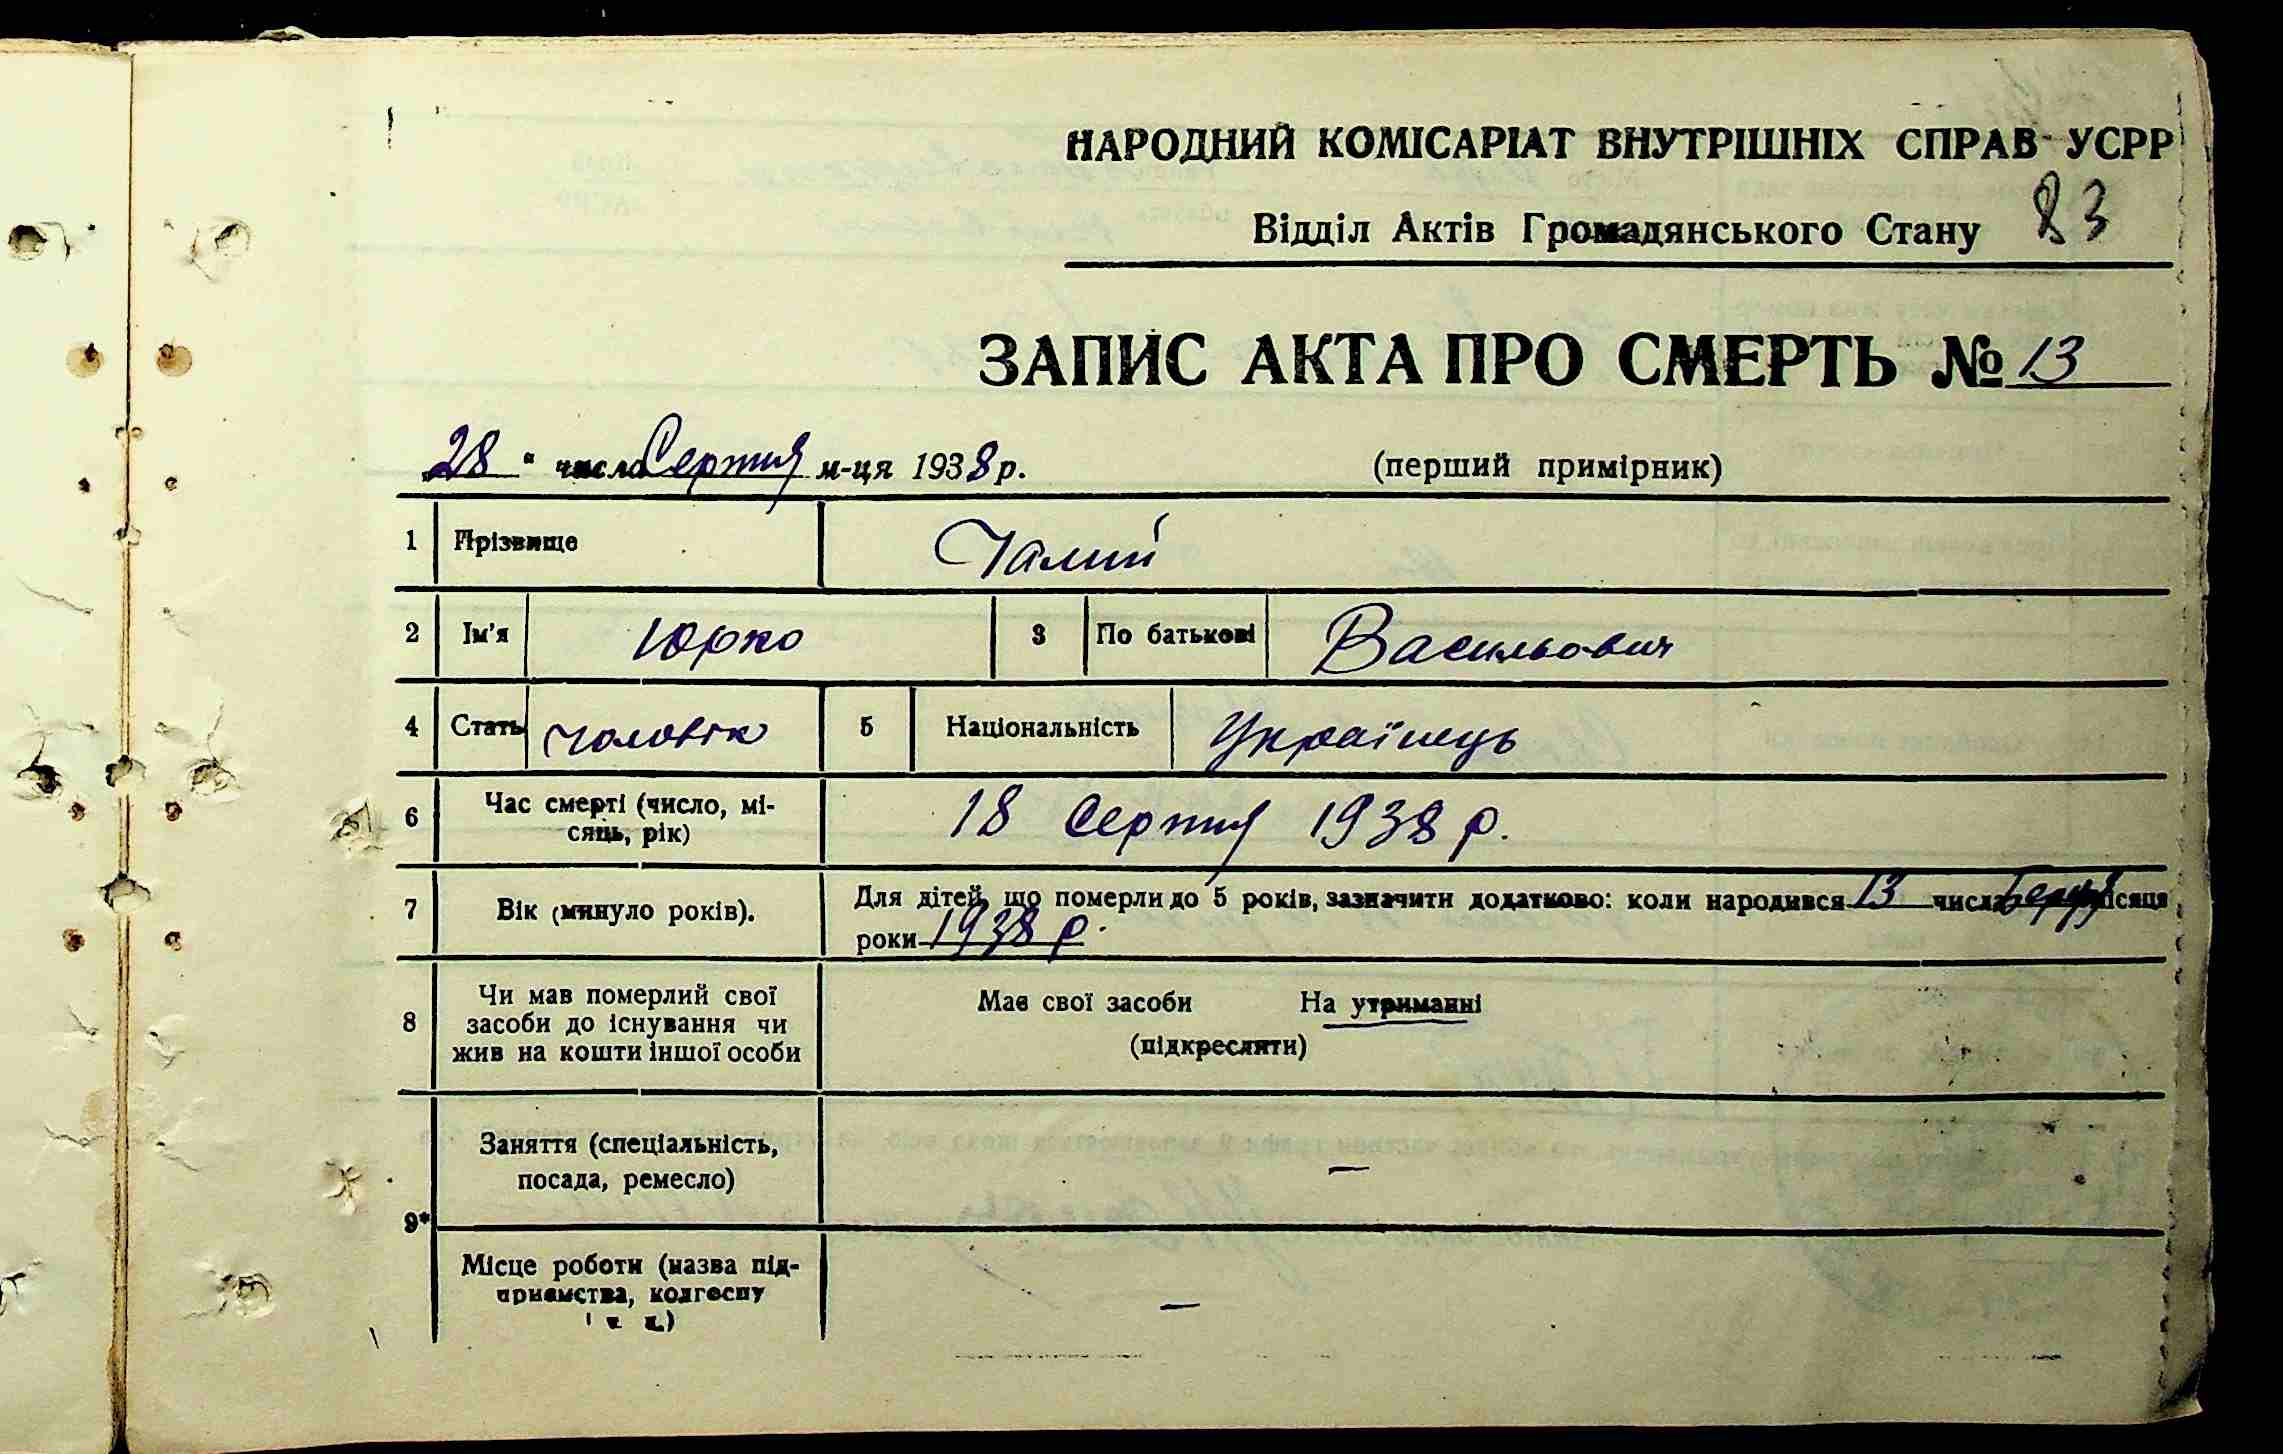 НАРОДНИЙ КОМІСАРІАТ ВНУТРІШНІХ СПРАВ УСРР
Відділ Актів Громадянського Стану 83
ЗАПИС АКТА ПРО СМЕРТЬ № 13
28 " число Серпня м-ця 1938 р. (перший примірник)
1 Прізвище Чалий
2 Ім'я Юрко 3 По батькові Васильович
4 Стать чоловік 5 Національність Українець
6 Час смерті (число, мі-
сяць, рік) 18 Серпня 1938 р.
7 Вік (минуло років). Для дітей, що померли до 5 років, зазначити додатково: коли народився 13 числа місяця
роки 1938 р.
8 Чи мав померлий свої
засоби до існування чи
жив на кошти іншої особи
Має свої засоби На утриманні
(підкреслити)
9* Заняття (спеціальність,
посада, ремесло) —
Місце роботи (назва під-
приємства, колгоспу
і т. д.) —